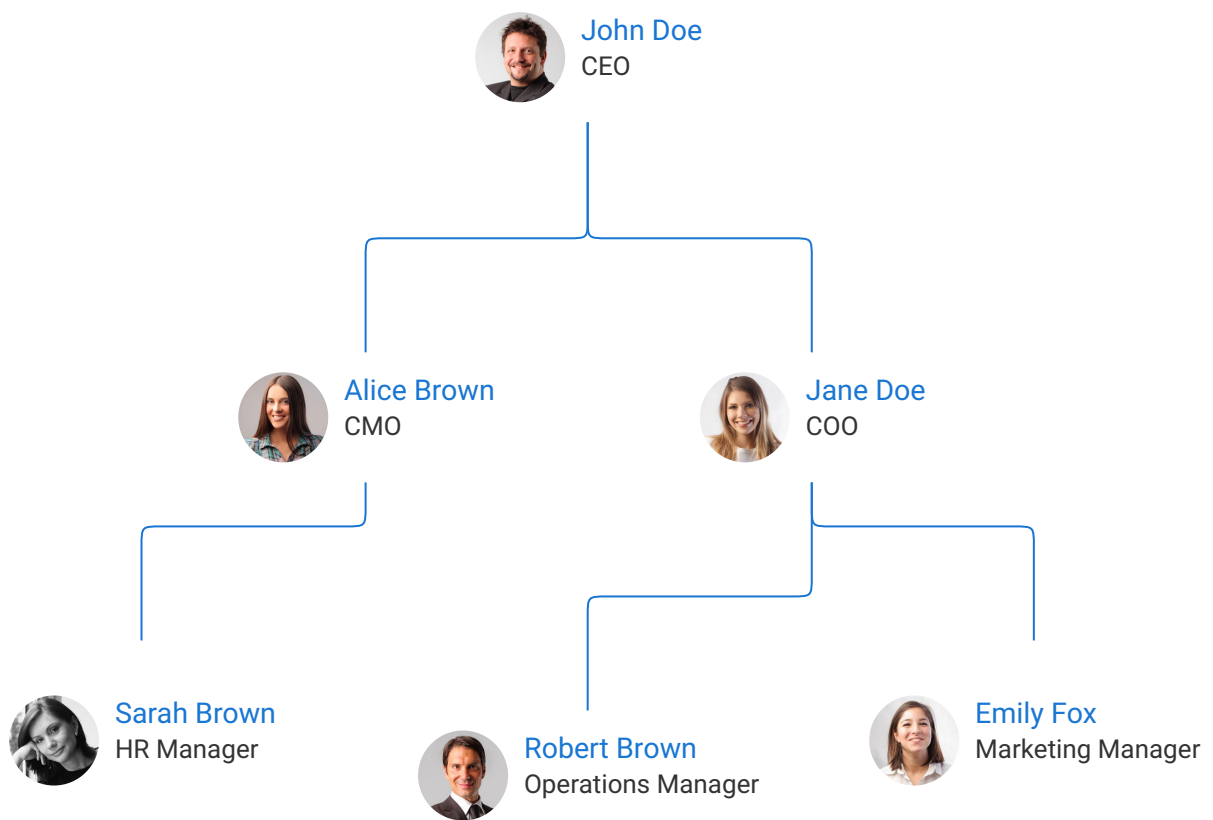 John Doe
CEO
Alice Brown
CMO
Jane Doe
COO
Sarah Brown
HR Manager
Robert Brown
Operations Manager
Emily Fox
Marketing Manager